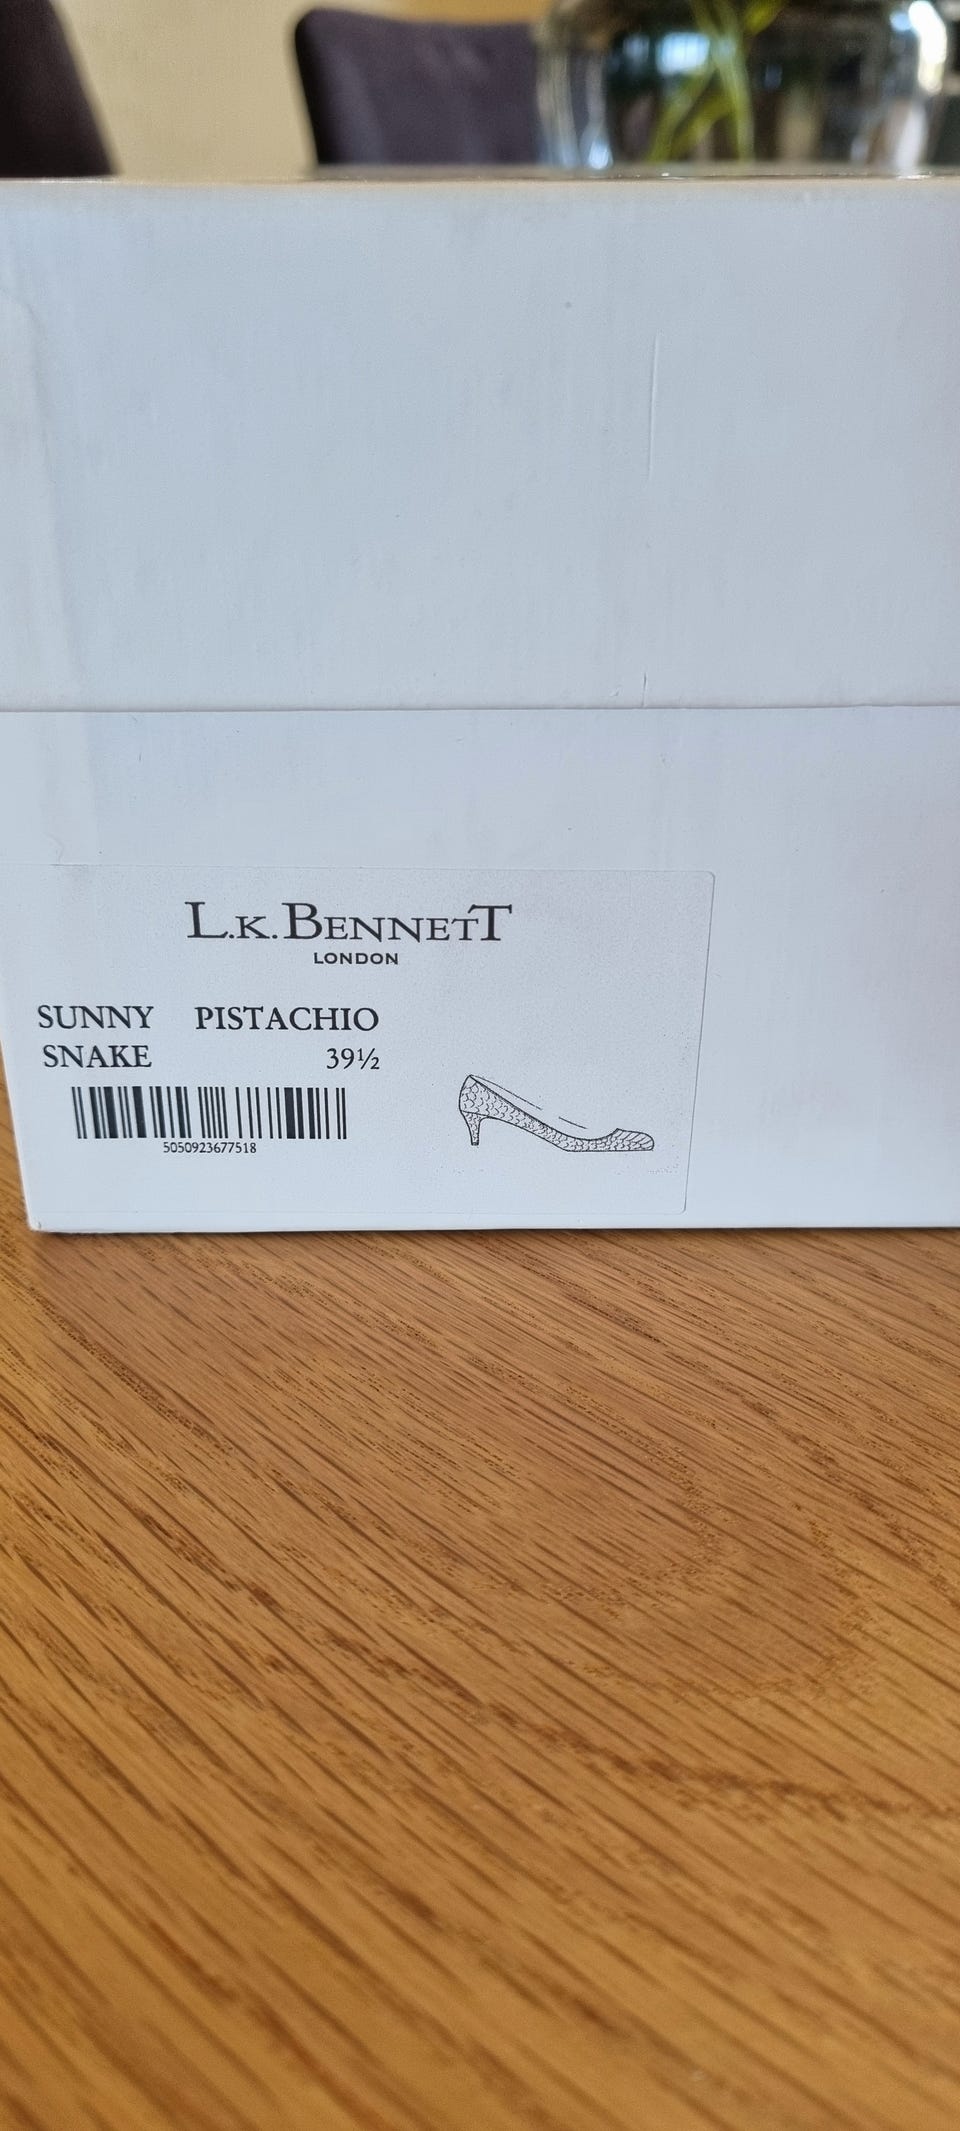 L.K. BENNETT
LONDON
SUNNY PISTACHIO
SNAKE 39½
5050923677518